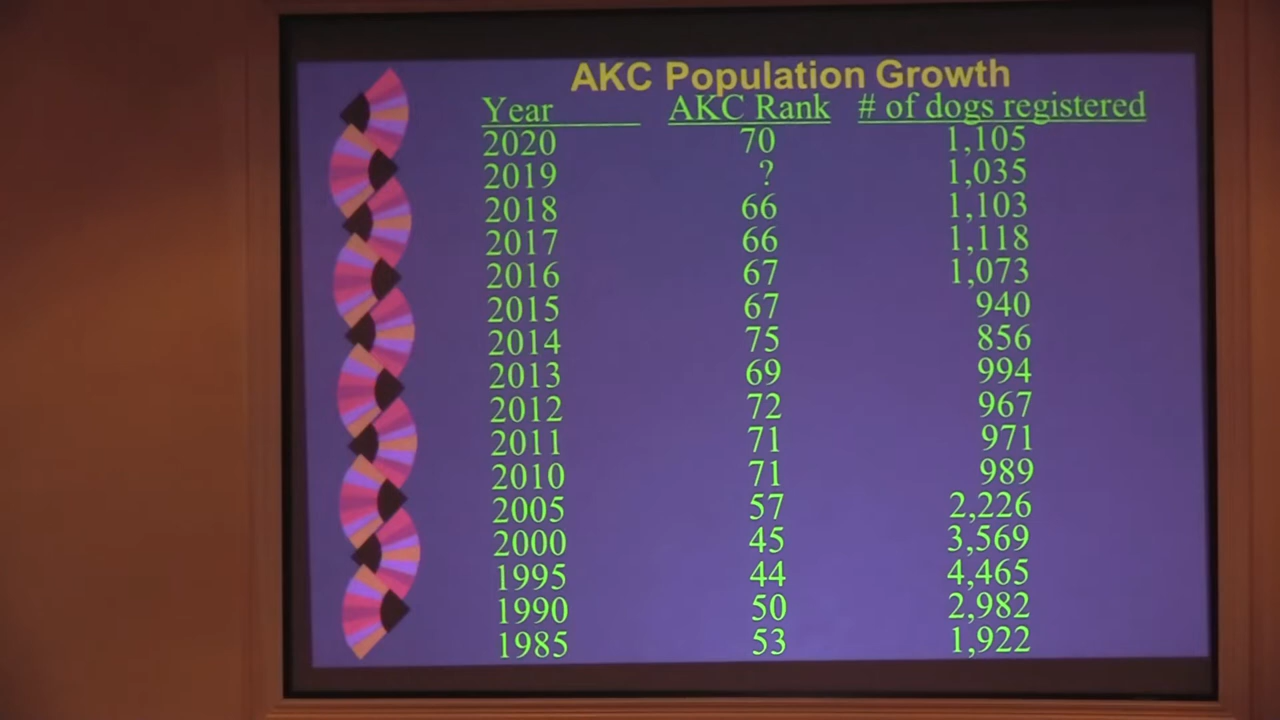 AKC Population Growth
Year AKC Rank # of dogs registered
2020 70 1,105
2019 ? 1,035
2018 66 1,103
2017 66 1,118
2016 67 1,073
2015 67 940
2014 75 856
2013 69 994
2012 72 967
2011 71 971
2010 71 989
2005 57 2,226
2000 45 3,569
1995 44 4,465
1990 50 2,982
1985 53 1,922